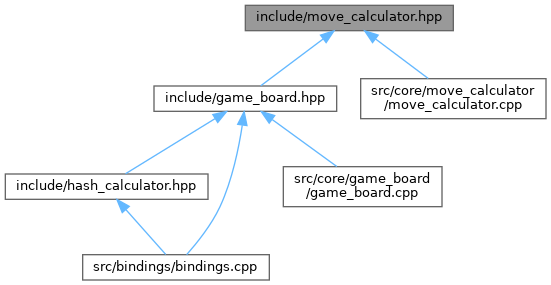 include/move_calculator.hpp
include/game_board.hpp
src/core/move_calculator
/move_calculator.cpp
include/hash_calculator.hpp
src/core/game_board
/game_board.cpp
src/bindings/bindings.cpp